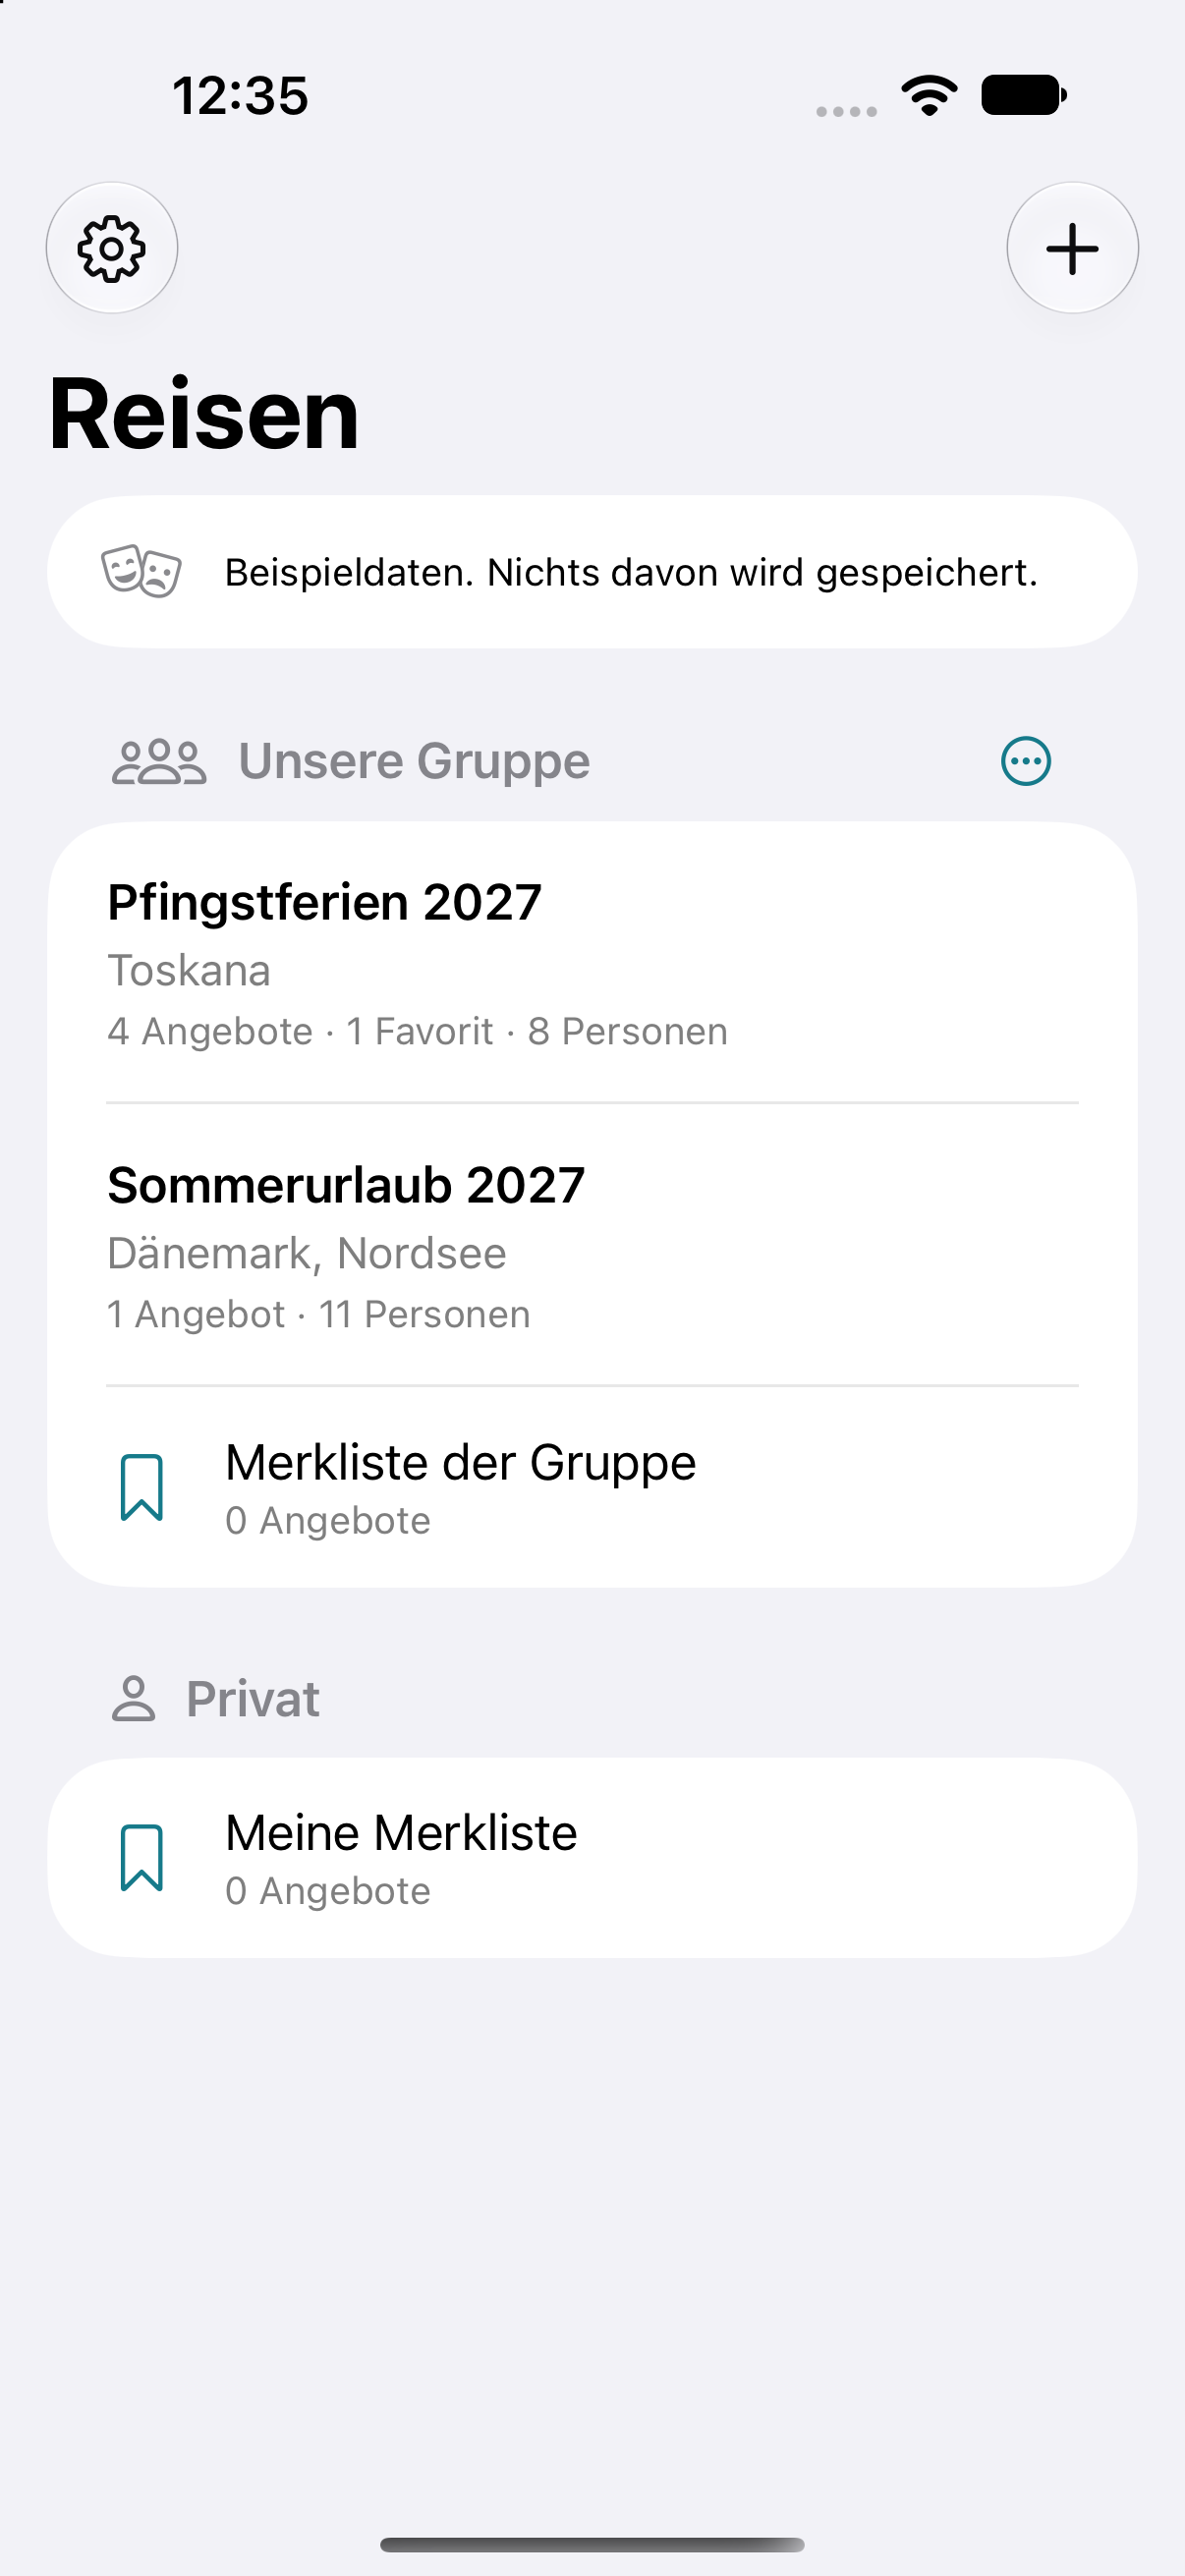 12:35
Reisen
Beispieldaten. Nichts davon wird gespeichert.
Unsere Gruppe
Pfingstferien 2027
Toskana
4 Angebote · 1 Favorit · 8 Personen
Sommerurlaub 2027
Dänemark, Nordsee
1 Angebot · 11 Personen
Merkliste der Gruppe
0 Angebote
Privat
Meine Merkliste
0 Angebote